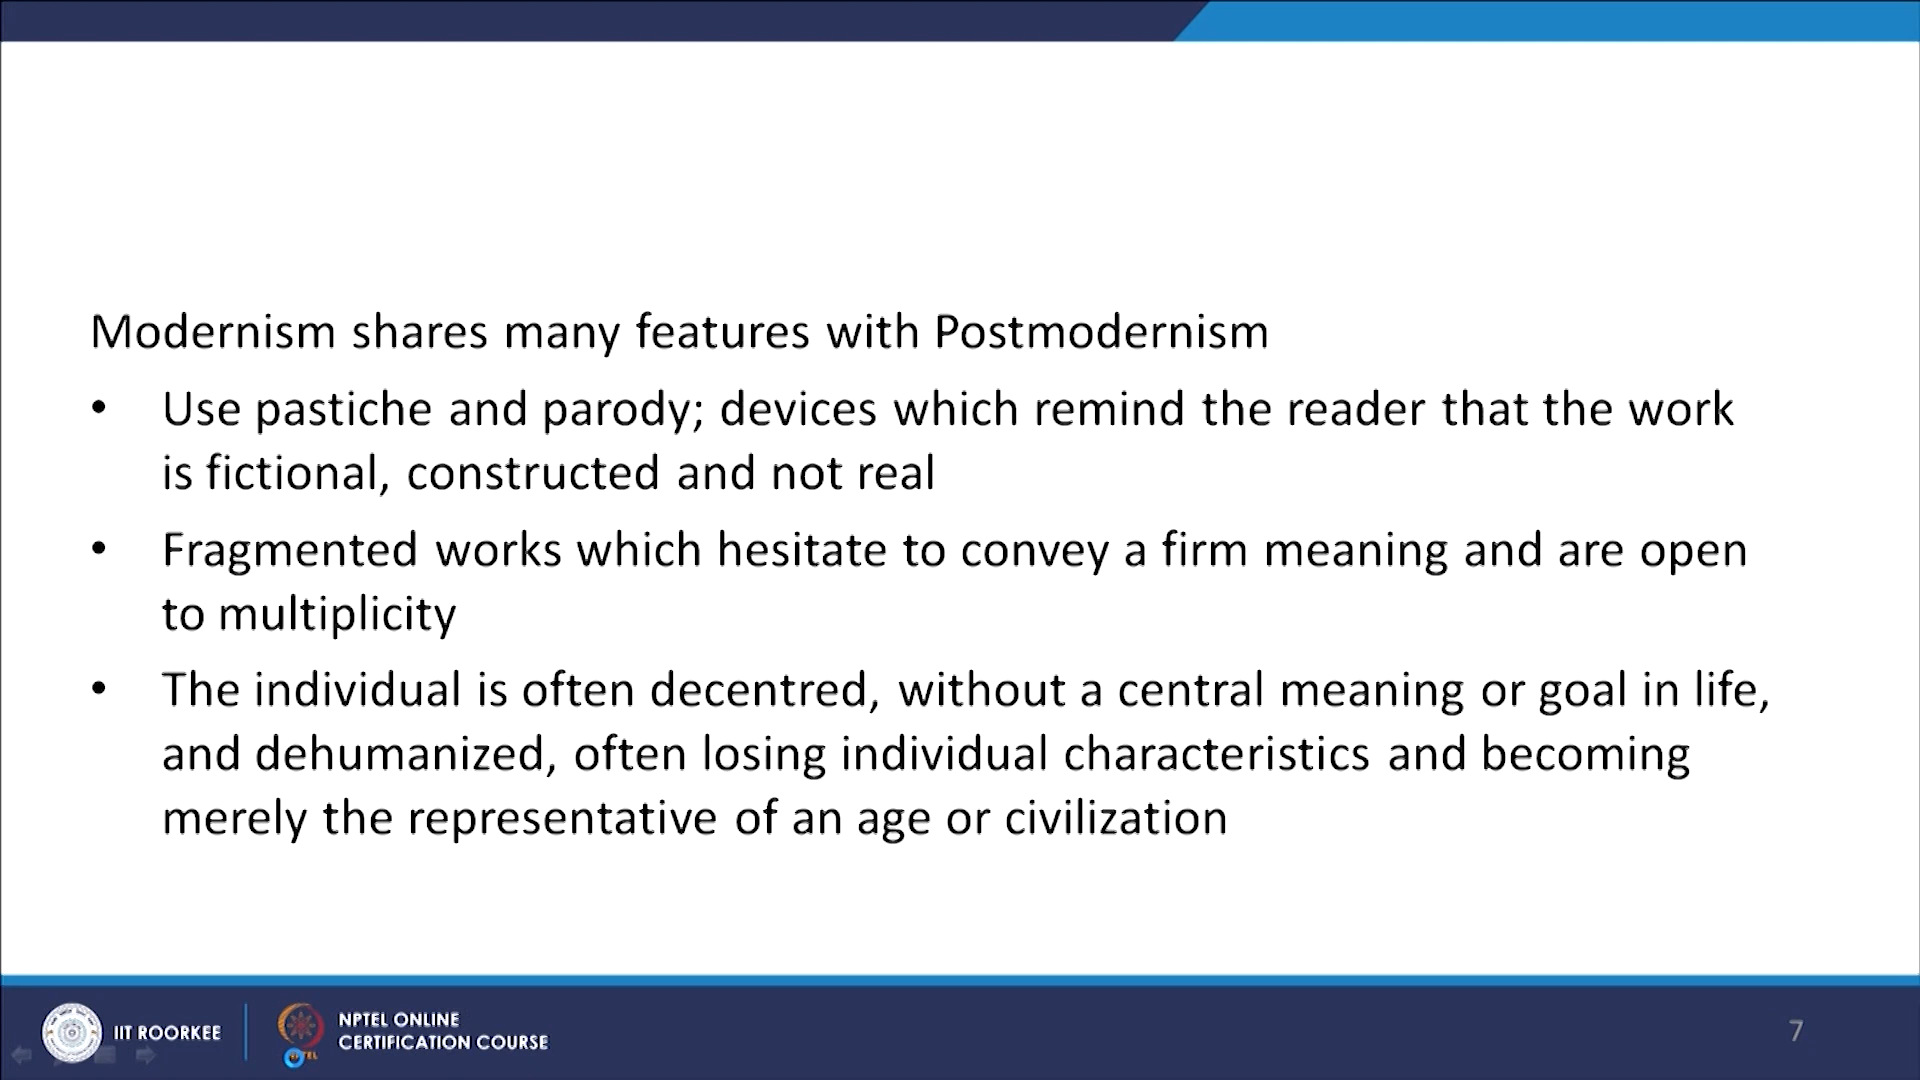 Modernism shares many features with Postmodernism
• Use pastiche and parody; devices which remind the reader that the work
is fictional, constructed and not real
• Fragmented works which hesitate to convey a firm meaning and are open
to multiplicity
• The individual is often decentred, without a central meaning or goal in life,
and dehumanized, often losing individual characteristics and becoming
merely the representative of an age or civilization
IIT ROORKEE
NPTEL ONLINE
CERTIFICATION COURSE
7